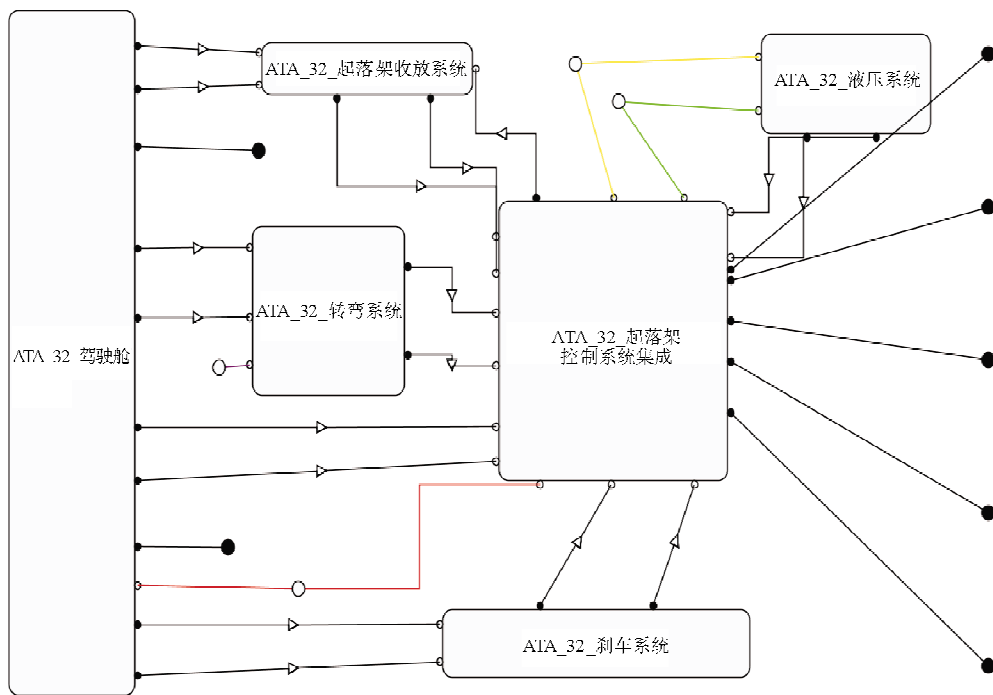 ATA_32_起落架收放系统
ATA_32_液压系统
ATA_32_转弯系统
ATA_32_起落架
控制系统集成
ATA_32_驾驶舱
ATA_32_刹车系统